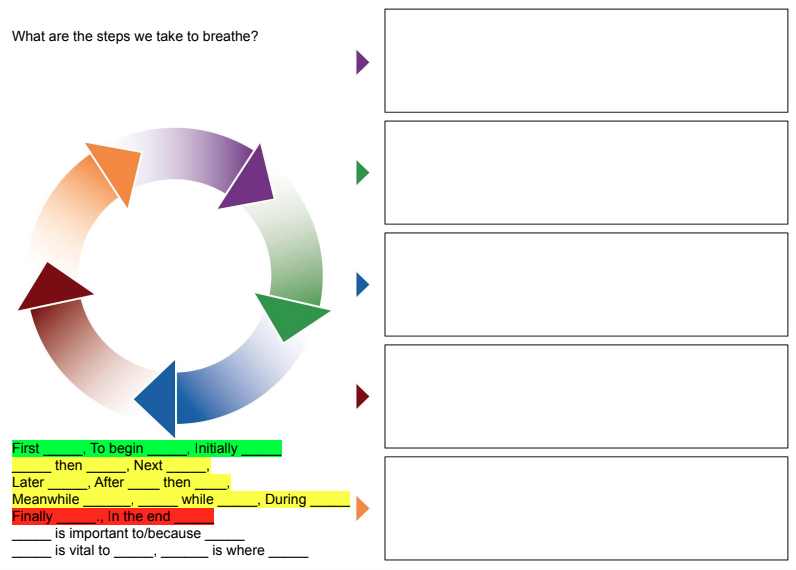 What are the steps we take to breathe?
First _____, To begin _____, Initially _____
_____ then _____, Next _____,
Later _____, After ____ then ____,
Meanwhile ______, _____ while _____, During _____
Finally _____., In the end _____
_____ is important to/because _____
_____ is vital to _____, ______ is where _____